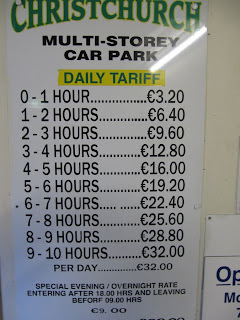 CHRISTCHURCH
MULTI-STOREY
CAR PARK
DAILY TARIFF
0 - 1 HOUR..............€3.20
1 - 2 HOURS............€6.40
2 - 3 HOURS............€9.60
3 - 4 HOURS..........€12.80
4 - 5 HOURS..........€16.00
5 - 6 HOURS..........€19.20
6 - 7 HOURS..... .....€22.40
7 - 8 HOURS..........€25.60
8 - 9 HOURS..........€28.80
9 - 10 HOURS........€32.00
PER DAY.............€32.00
SPECIAL EVENING / OVERNIGHT RATE
ENTERING AFTER 18.00 HRS AND LEAVING
BEFORF 09.00 HRS
€9. 00
Op
Mo